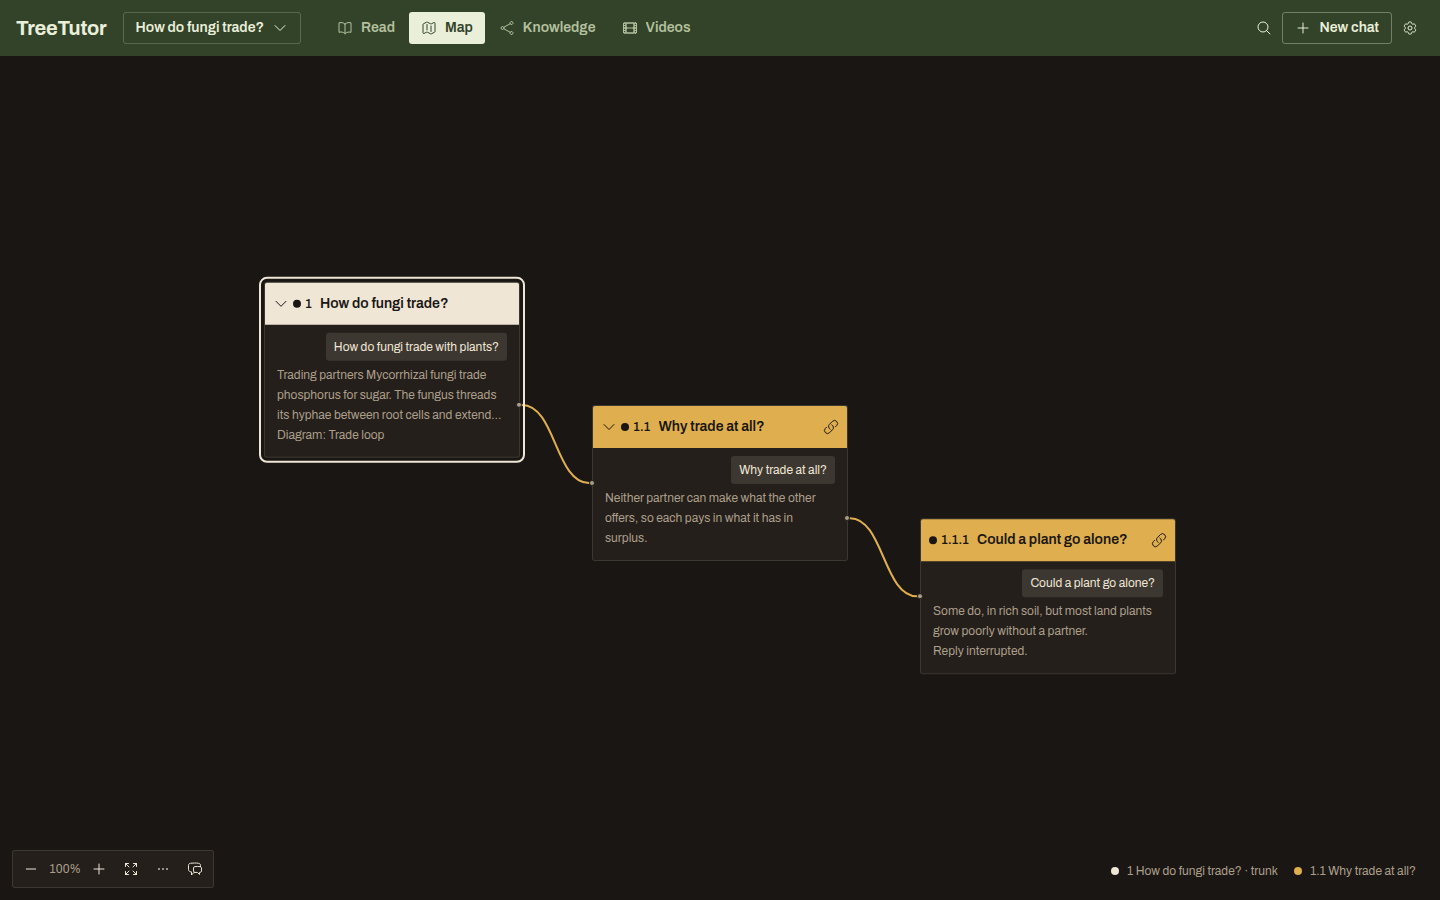 TreeTutor
How do fungi trade?
Read
Map
Knowledge
Videos
New chat
1 How do fungi trade?
How do fungi trade with plants?
Trading partners Mycorrhizal fungi trade
phosphorus for sugar. The fungus threads
its hyphae between root cells and extend...
Diagram: Trade loop
1.1 Why trade at all?
Why trade at all?
Neither partner can make what the other
offers, so each pays in what it has in
surplus.
1.1.1 Could a plant go alone?
Could a plant go alone?
Some do, in rich soil, but most land plants
grow poorly without a partner.
Reply interrupted.
100%
1 How do fungi trade? · trunk
1.1 Why trade at all?